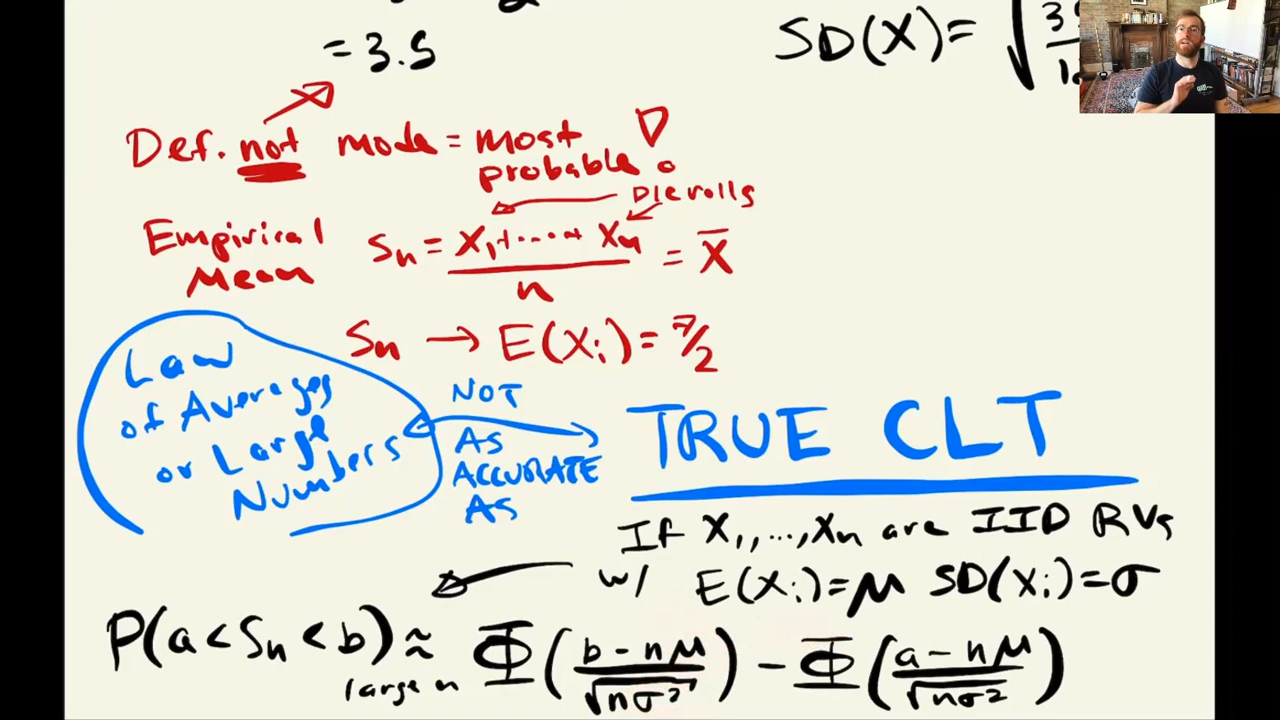 = 3.5
SD(X) = √3
Def. not mode = most probable !
Die rolls
Empirical Mean Sn = X1 + .... + Xn / n = X̄
Sn → E(Xi) = 7/2
Law
of Averages
or Large
Numbers
NOT
AS
ACCURATE
AS
TRUE CLT
If X1, ..., Xn are IID RVs
w/ E(Xi) = μ SD(Xi) = σ
P(a < Sn < b) ≈ Φ(b - nμ / √nσ²) - Φ(a - nμ / √nσ²)
large n